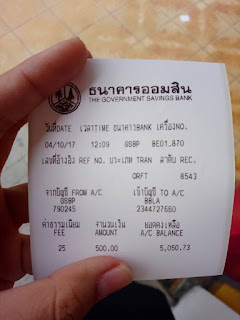 ธนาคารออมสิน
THE GOVERNMENT SAVINGS BANK
วันที่DATE เวลาTIME ธนาคารBANK เครื่องNO.
04/10/17 12:09 GSBP BE01.870
เลขที่อ้างอิง REF NO. ประเภท TRAN ลำดับ REC.
ORFT 8543
จากบัญชี FROM A/C เข้าบัญชี TO A/C
GSBP BBLA
790245 2344727660
ค่าธรรมเนียม จำนวนเงิน ยอดคงเหลือ
FEE AMOUNT A/C BALANCE
25 500.00 5,050.73